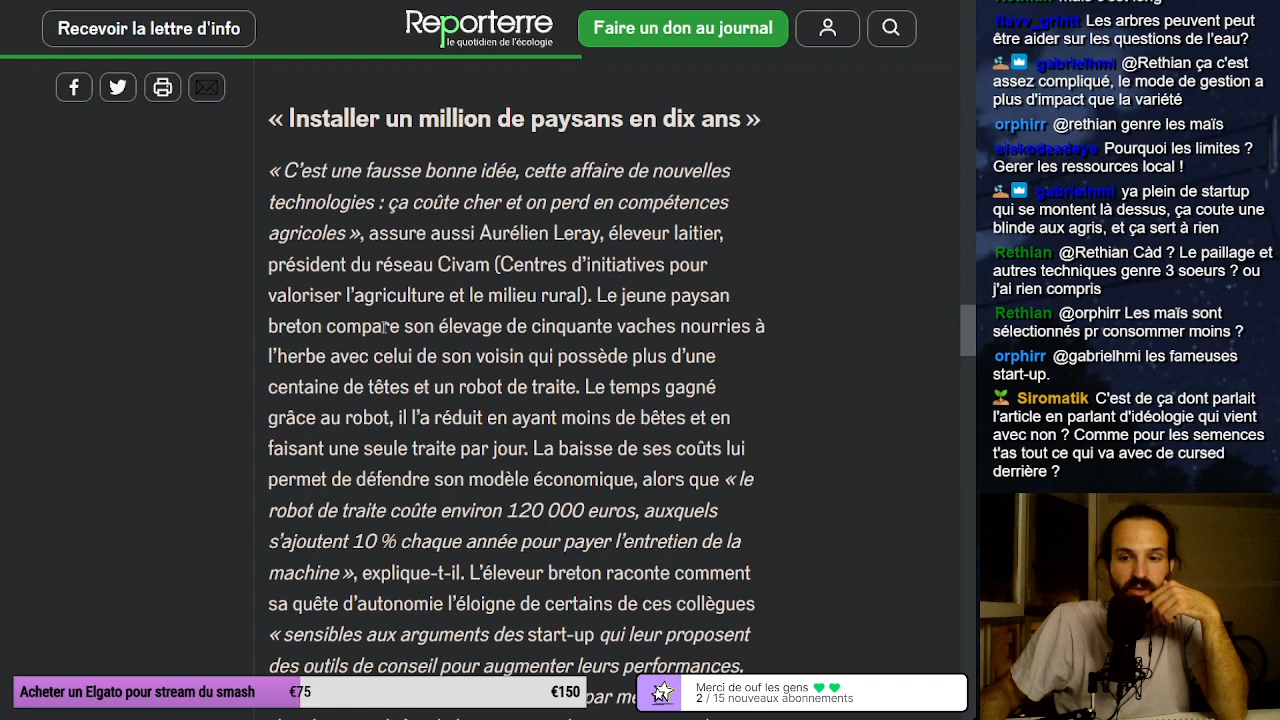 Recevoir la lettre d'info
Reporterre
le quotidien de l'écologie
Faire un don au journal
« Installer un million de paysans en dix ans »
« C'est une fausse bonne idée, cette affaire de nouvelles
technologies : ça coûte cher et on perd en compétences
agricoles », assure aussi Aurélien Leray, éleveur laitier,
président du réseau Civam (Centres d'initiatives pour
valoriser l'agriculture et le milieu rural). Le jeune paysan
breton compare son élevage de cinquante vaches nourries à
l'herbe avec celui de son voisin qui possède plus d'une
centaine de têtes et un robot de traite. Le temps gagné
grâce au robot, il l'a réduit en ayant moins de bêtes et en
faisant une seule traite par jour. La baisse de ses coûts lui
permet de défendre son modèle économique, alors que « le
robot de traite coûte environ 120 000 euros, auxquels
s'ajoutent 10 % chaque année pour payer l'entretien de la
machine », explique-t-il. L'éleveur breton raconte comment
sa quête d'autonomie l'éloigne de certains de ces collègues
« sensibles aux arguments des start-up qui leur proposent
des outils de conseil pour augmenter leurs performances.
flavv_grintt Les arbres peuvent peut
être aider sur les questions de l'eau?
gabrielhmi @Rethian ça c'est
assez compliqué, le mode de gestion a
plus d'impact que la variété
orphirr @rethian genre les maïs
siskodeadeye Pourquoi les limites ?
Gerer les ressources local !
gabrielhmi ya plein de startup
qui se montent là dessus, ça coute une
blinde aux agris, et ça sert à rien
Rethian @Rethian Càd ? Le paillage et
autres techniques genre 3 soeurs ? ou
j'ai rien compris
Rethian @orphirr Les maïs sont
sélectionnés pr consommer moins ?
orphirr @gabrielhmi les fameuses
start-up.
Siromatik C'est de ça dont parlait
l'article en parlant d'idéologie qui vient
avec non ? Comme pour les semences
t'as tout ce qui va avec de cursed
derrière ?
Acheter un Elgato pour stream du smash €75 €150
Merci de ouf les gens
2 / 15 nouveaux abonnements